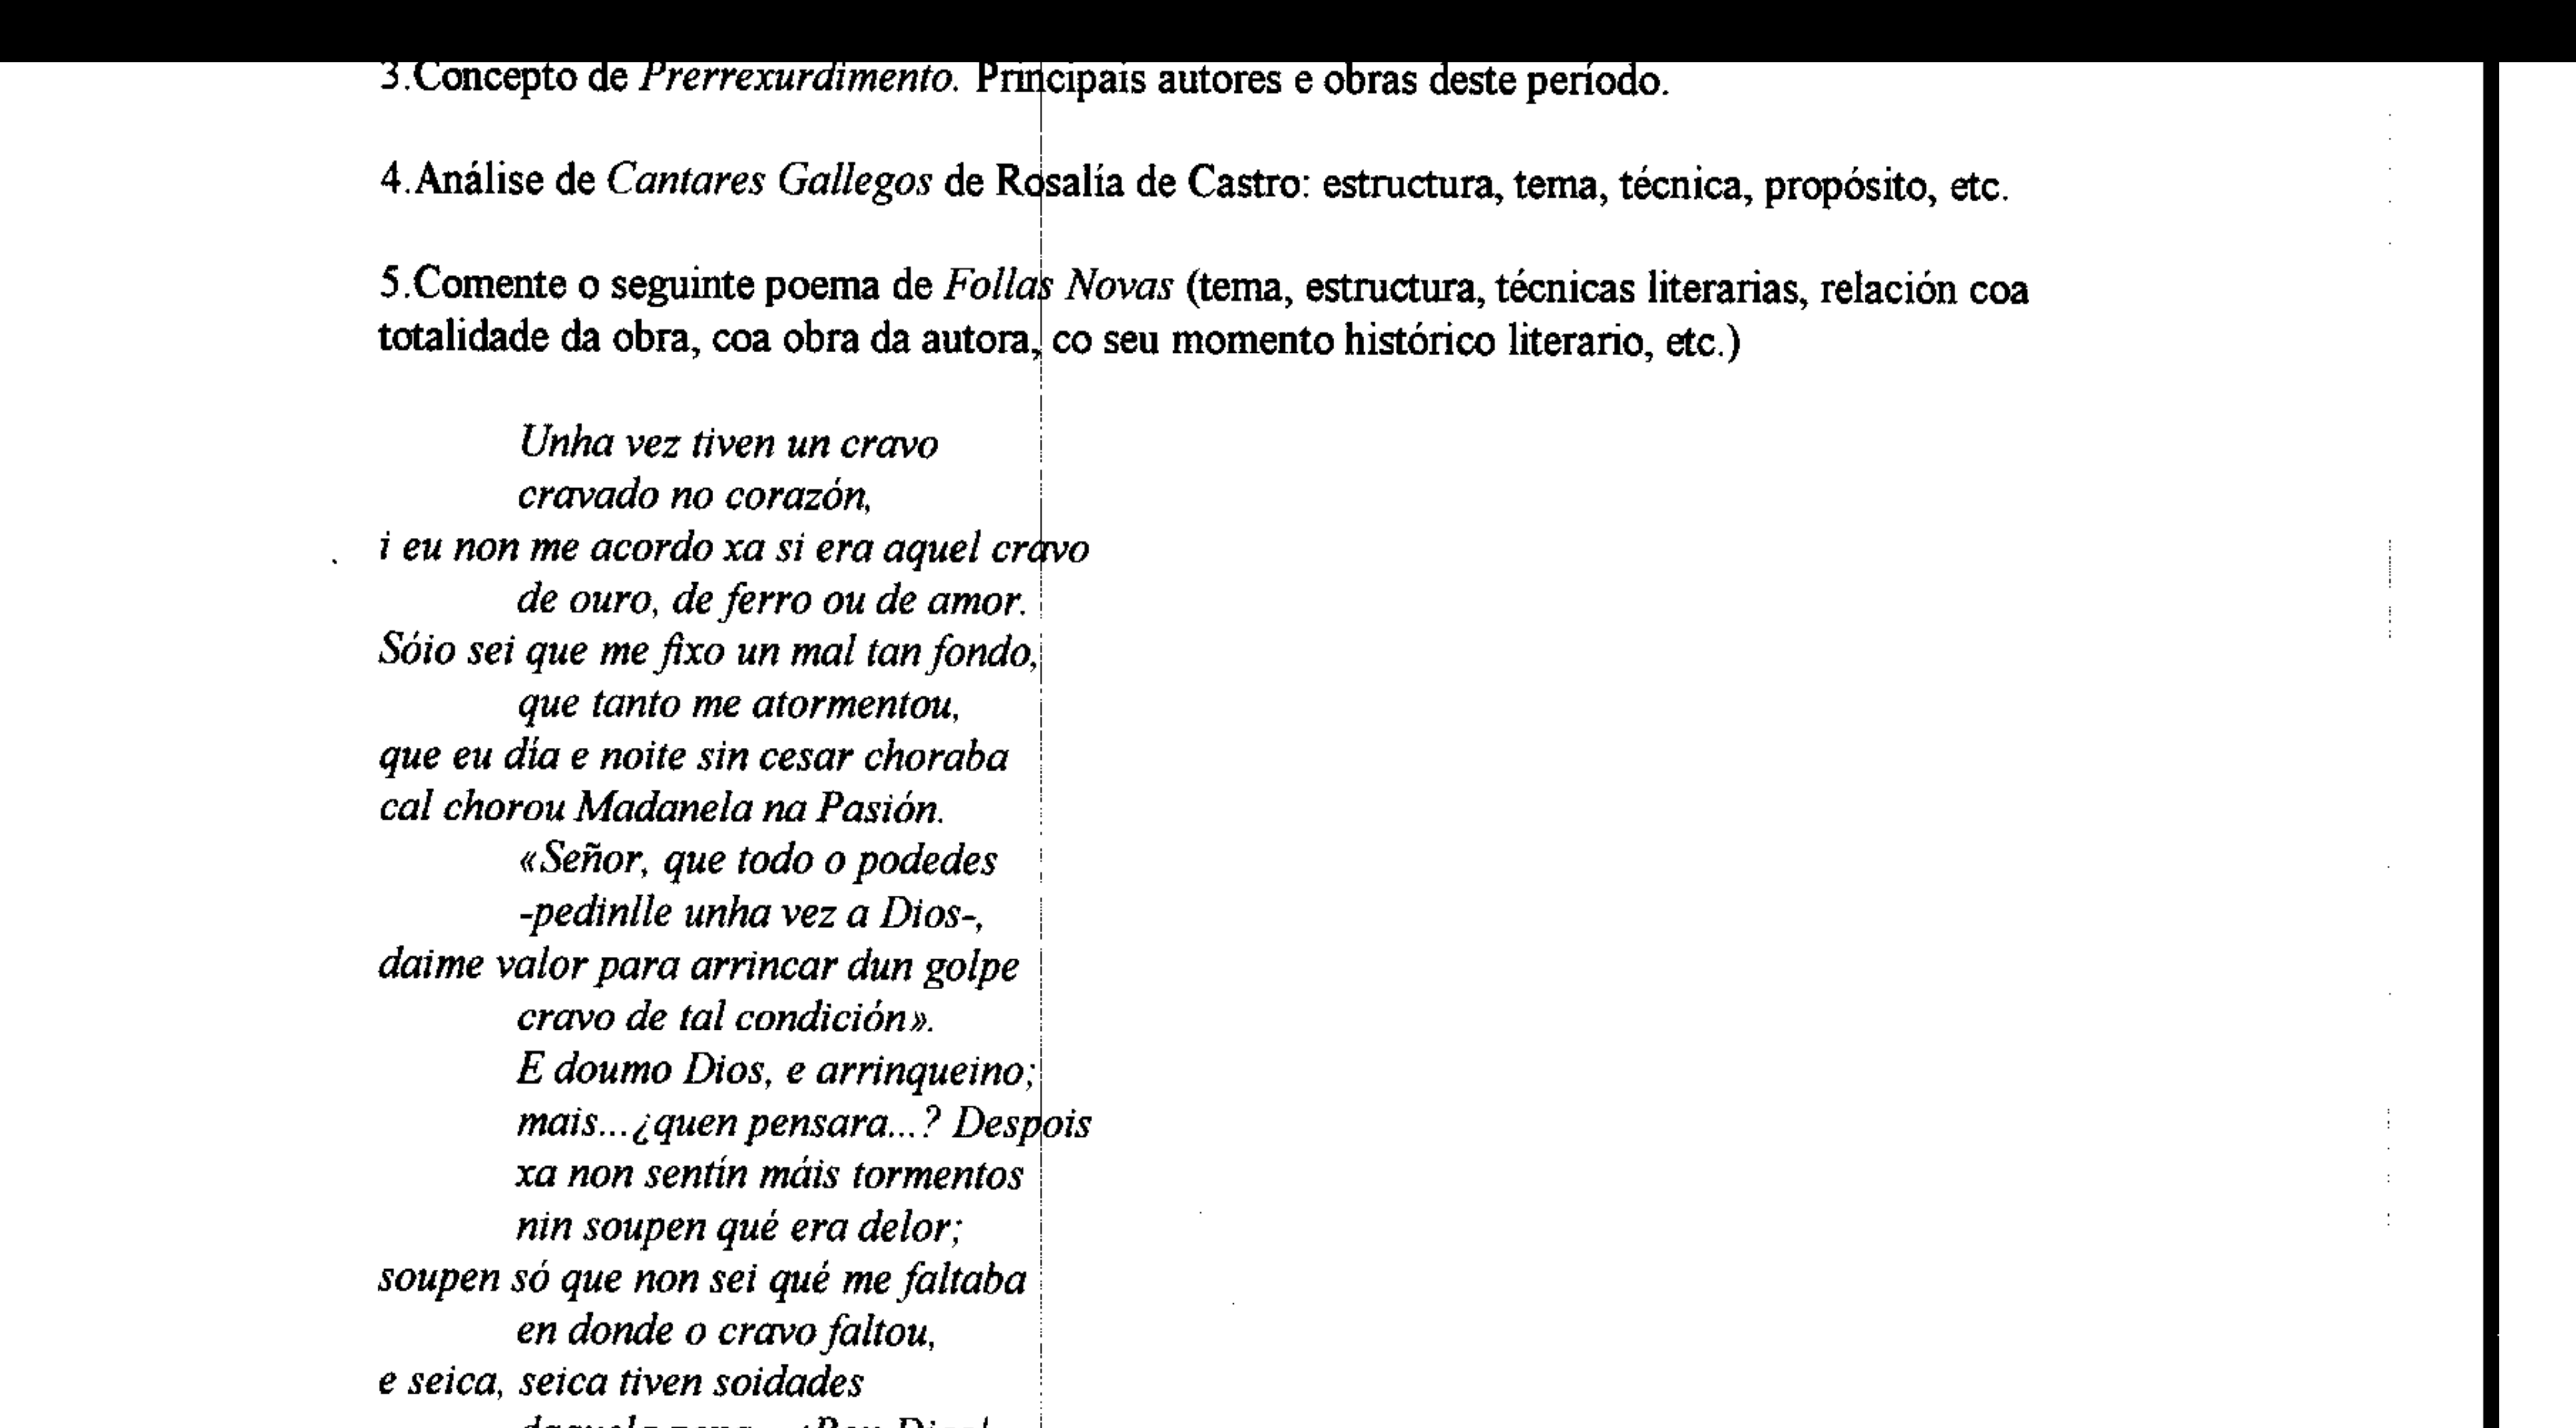 3.Concepto de Prerrexurdimento. Principais autores e obras deste período.
4.Análise de Cantares Gallegos de Rosalía de Castro: estructura, tema, técnica, propósito, etc.
5.Comente o seguinte poema de Follas Novas (tema, estructura, técnicas literarias, relación coa
totalidade da obra, coa obra da autora, co seu momento histórico literario, etc.)
Unha vez tiven un cravo
cravado no corazón,
i eu non me acordo xa si era aquel cravo
de ouro, de ferro ou de amor.
Sóio sei que me fixo un mal tan fondo,
que tanto me atormentou,
que eu día e noite sin cesar choraba
cal chorou Madanela na Pasión.
«Señor, que todo o podedes
-pedinlle unha vez a Dios-,
daime valor para arrincar dun golpe
cravo de tal condición».
E doumo Dios, e arrinqueino;
mais...¿quen pensara...? Despois
xa non sentín máis tormentos
nin soupen qué era delor;
soupen só que non sei qué me faltaba
en donde o cravo faltou,
e seica, seica tiven soidades